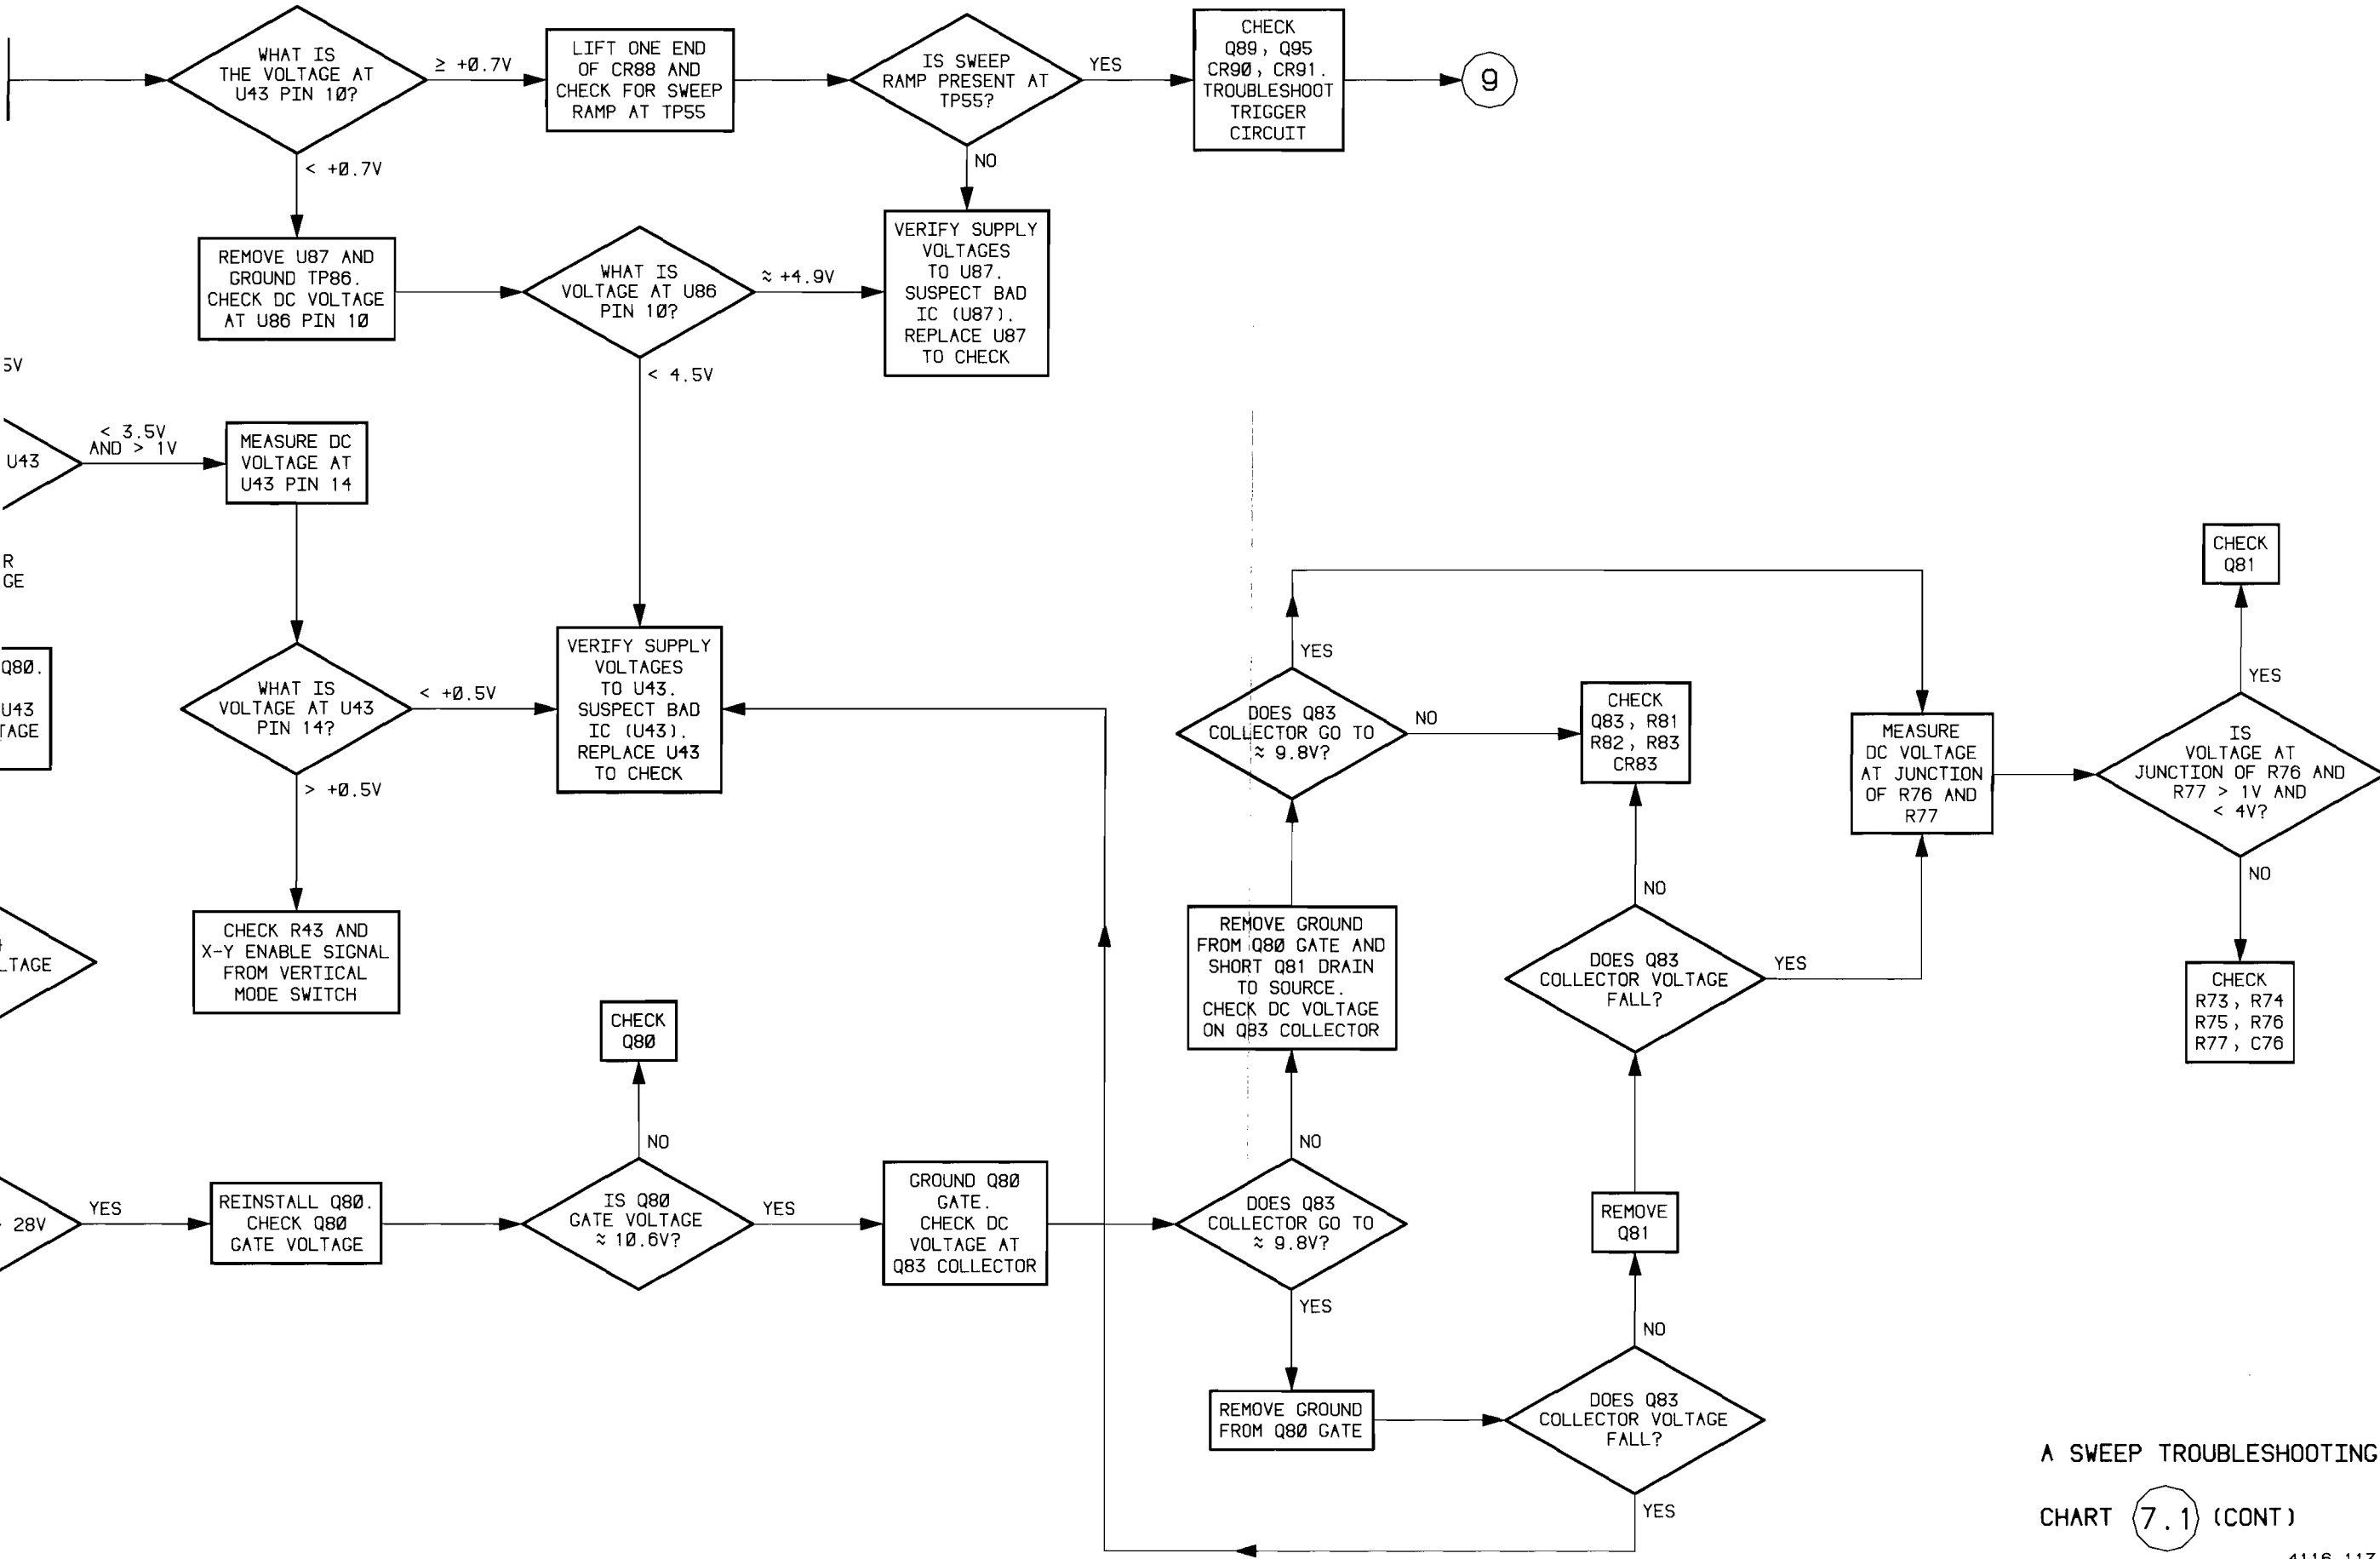 WHAT IS
THE VOLTAGE AT
U43 PIN 10?
≥ +0.7V
LIFT ONE END
OF CR88 AND
CHECK FOR SWEEP
RAMP AT TP55
IS SWEEP
RAMP PRESENT AT
TP55?
YES
CHECK
Q89, Q95
CR90, CR91.
TROUBLESHOOT
TRIGGER
CIRCUIT
9
< +0.7V
NO
REMOVE U87 AND
GROUND TP86.
CHECK DC VOLTAGE
AT U86 PIN 10
WHAT IS
VOLTAGE AT U86
PIN 10?
≈ +4.9V
VERIFY SUPPLY
VOLTAGES
TO U87.
SUSPECT BAD
IC (U87).
REPLACE U87
TO CHECK
5V
< 4.5V
U43
< 3.5V
AND > 1V
MEASURE DC
VOLTAGE AT
U43 PIN 14
R
GE
Q80.
U43
TAGE
WHAT IS
VOLTAGE AT U43
PIN 14?
< +0.5V
VERIFY SUPPLY
VOLTAGES
TO U43.
SUSPECT BAD
IC (U43).
REPLACE U43
TO CHECK
> +0.5V
CHECK R43 AND
X-Y ENABLE SIGNAL
FROM VERTICAL
MODE SWITCH
LTAGE
YES
DOES Q83
COLLECTOR GO TO
≈ 9.8V?
NO
CHECK
Q83, R81
R82, R83
CR83
MEASURE
DC VOLTAGE
AT JUNCTION
OF R76 AND
R77
CHECK
Q81
YES
IS
VOLTAGE AT
JUNCTION OF R76 AND
R77 > 1V AND
< 4V?
NO
CHECK
R73, R74
R75, R76
R77, C76
REMOVE GROUND
FROM Q80 GATE AND
SHORT Q81 DRAIN
TO SOURCE.
CHECK DC VOLTAGE
ON Q83 COLLECTOR
NO
DOES Q83
COLLECTOR VOLTAGE
FALL?
YES
CHECK
Q80
NO
28V
YES
REINSTALL Q80.
CHECK Q80
GATE VOLTAGE
IS Q80
GATE VOLTAGE
≈ 10.6V?
YES
GROUND Q80
GATE.
CHECK DC
VOLTAGE AT
Q83 COLLECTOR
NO
DOES Q83
COLLECTOR GO TO
≈ 9.8V?
YES
REMOVE
Q81
NO
REMOVE GROUND
FROM Q80 GATE
DOES Q83
COLLECTOR VOLTAGE
FALL?
YES
A SWEEP TROUBLESHOOTING
CHART 7.1 (CONT)